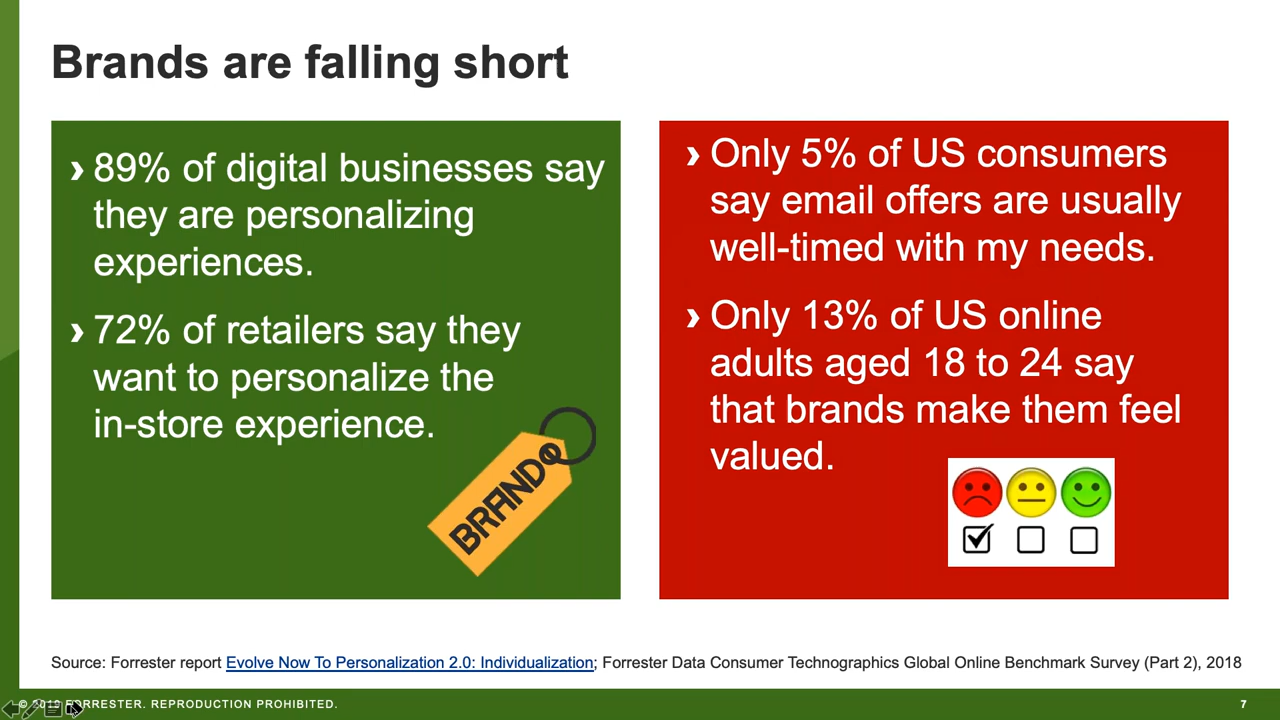 Brands are falling short
› 89% of digital businesses say
they are personalizing
experiences.
› 72% of retailers say they
want to personalize the
in-store experience.
BRAND
› Only 5% of US consumers
say email offers are usually
well-timed with my needs.
› Only 13% of US online
adults aged 18 to 24 say
that brands make them feel
valued.
Source: Forrester report Evolve Now To Personalization 2.0: Individualization; Forrester Data Consumer Technographics Global Online Benchmark Survey (Part 2), 2018
© 2019 FORRESTER. REPRODUCTION PROHIBITED.
7